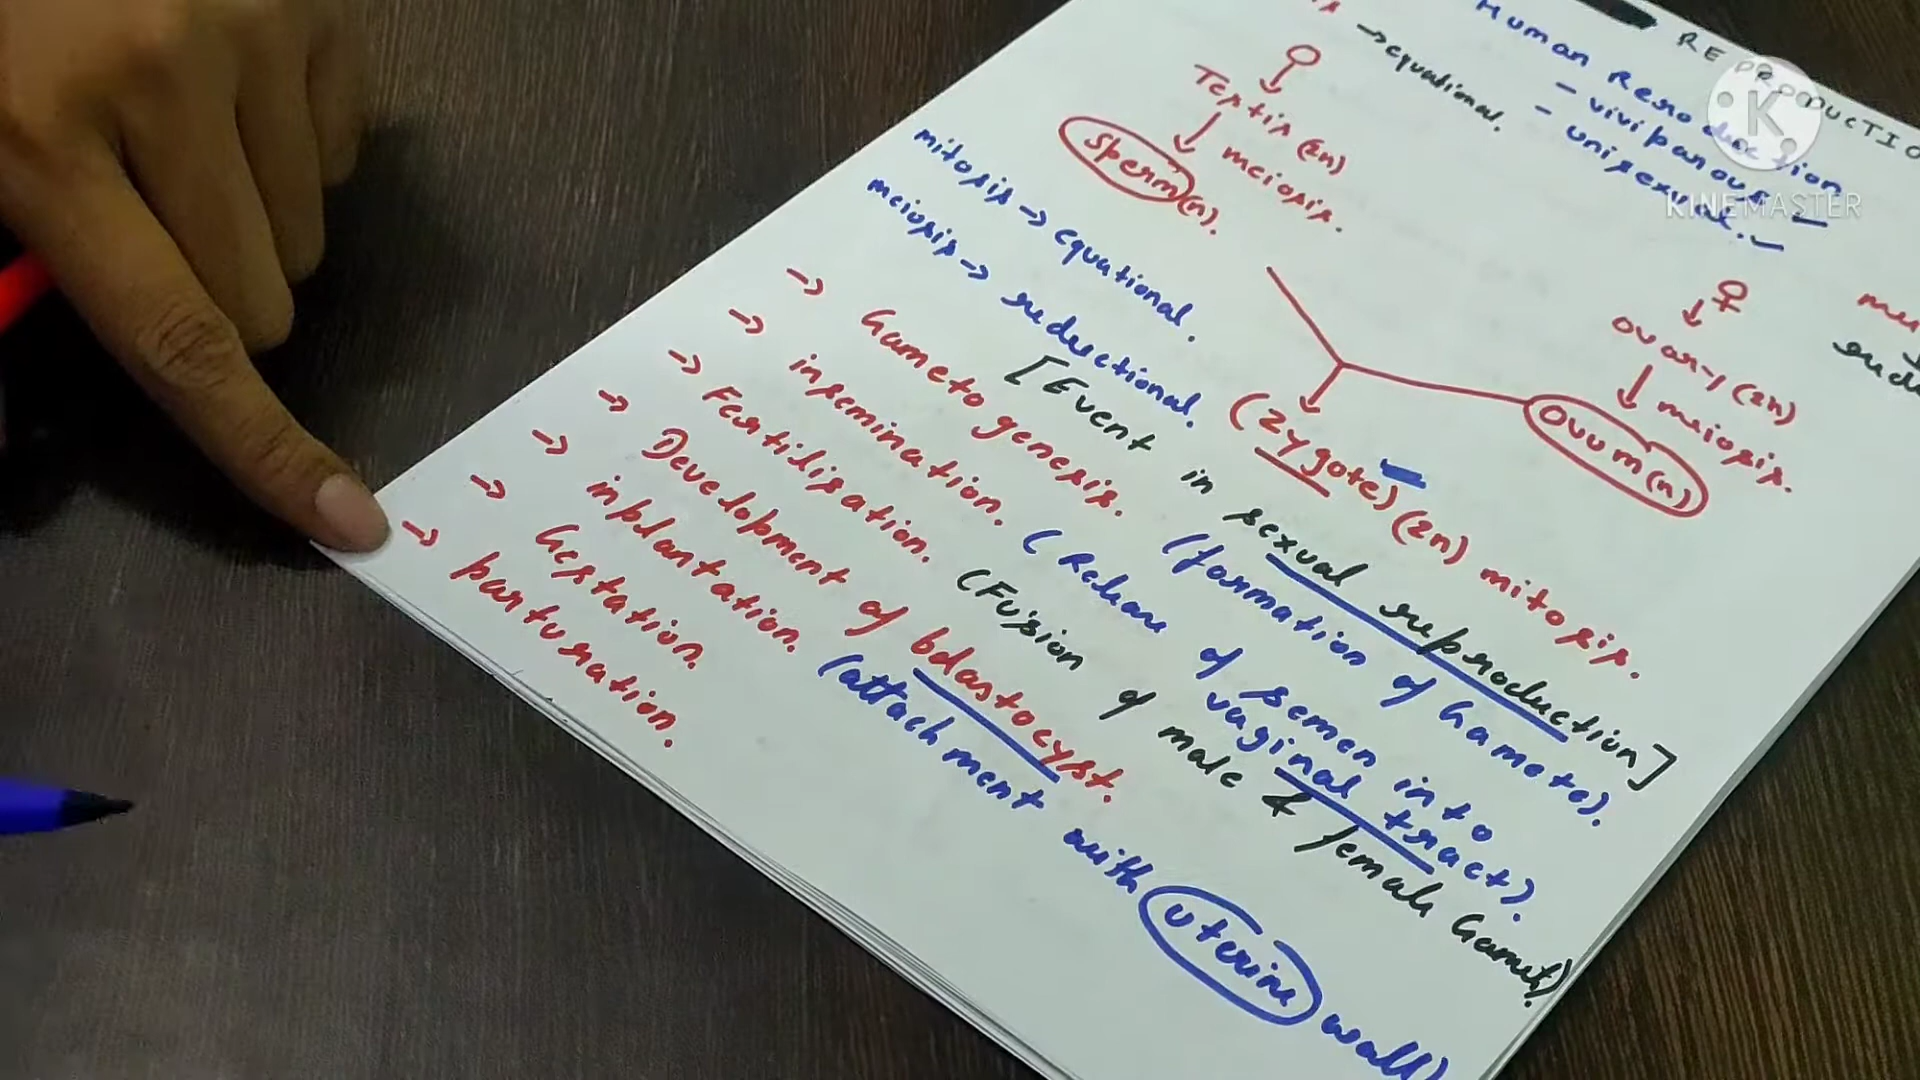 REPRODUCTIO
Human Reproduction
- viviparous
- unisexual.
→ equational.
Testis (2n)
meiosis.
Sperm (n).
ovary (2n)
meiosis.
ovum (n)
(zygote) (2n) mitosis.
mitosis → equational.
meiosis → reductional.
[Event in sexual reproduction]
→ Gametogenesis. (formation of Gamete).
→ insemination. (Release of semen into
vaginal tract).
→ Fertilisation. (Fusion of male & female Gamete)
→ Development of blastocyst.
→ implantation. (attachment with uterine wall)
→ Gestation.
→ parturation.
KINEMASTER